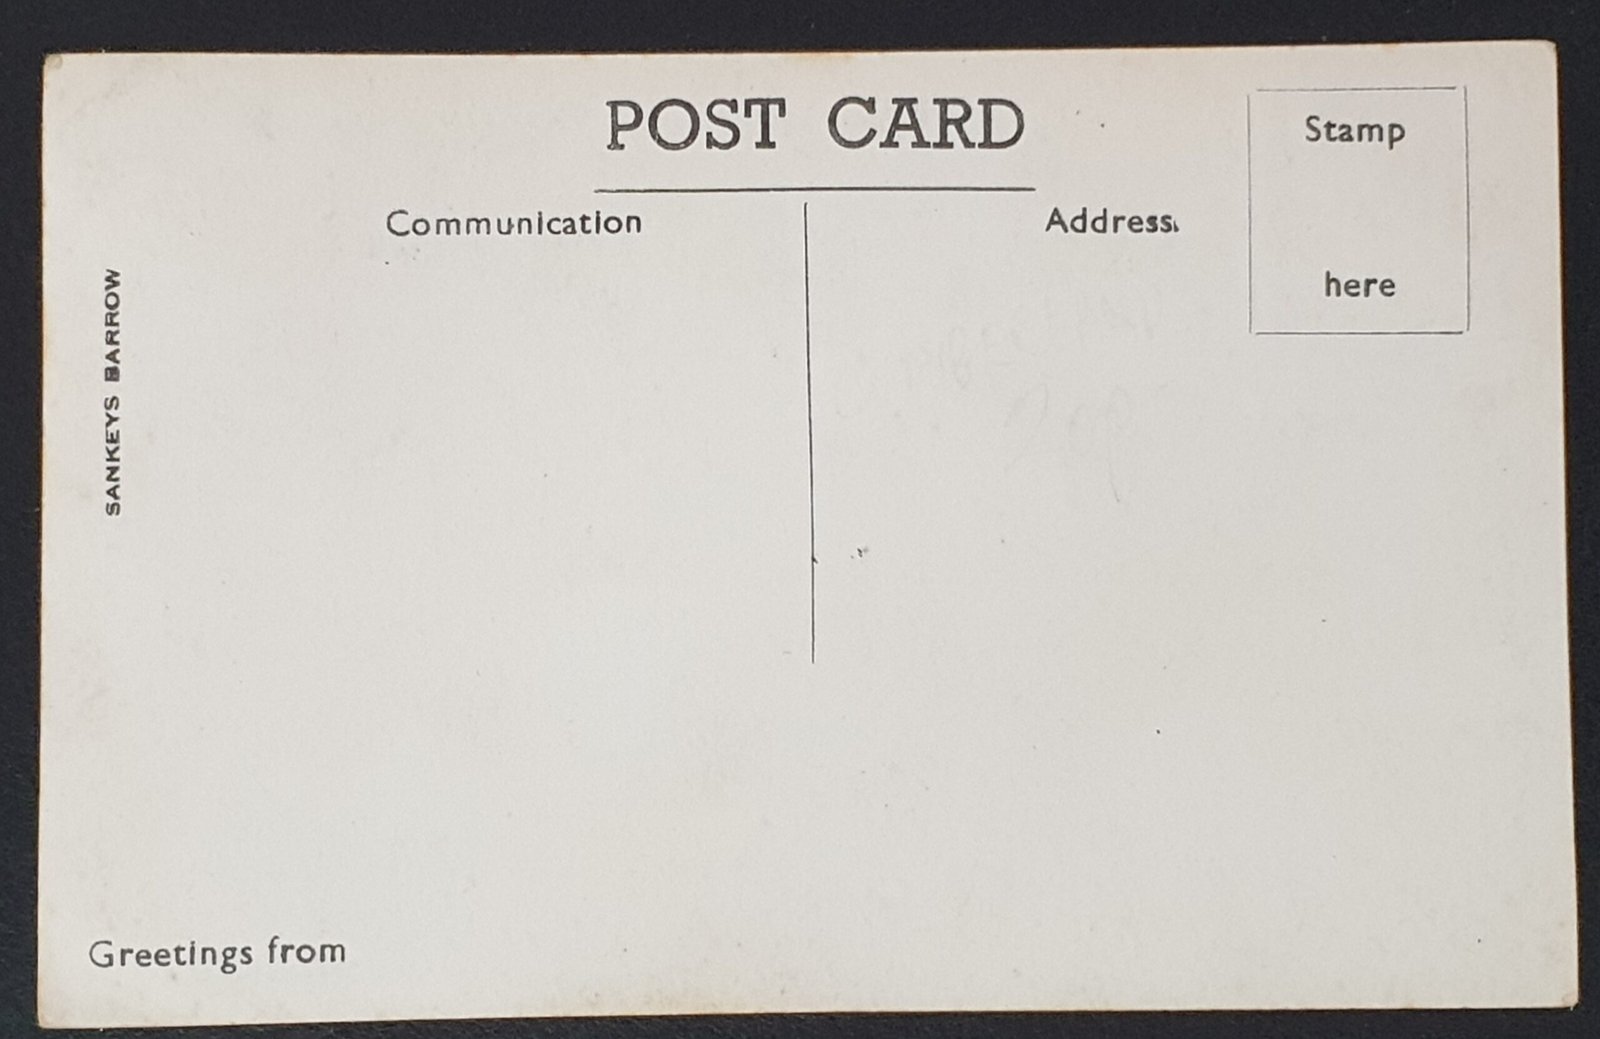 POST CARD
Stamp
here
Communication
Address
SANKEYS BARROW
Greetings from